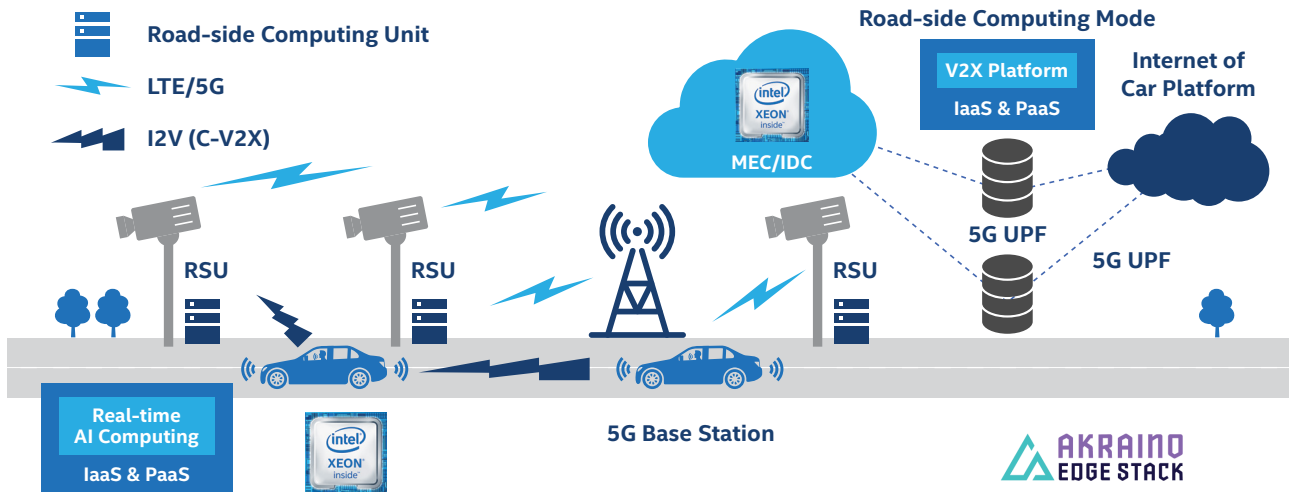 Road-side Computing Unit
LTE/5G
I2V (C-V2X)
Road-side Computing Mode
V2X Platform
IaaS & PaaS
Internet of
Car Platform
intel
XEON
inside™
MEC/IDC
5G UPF
5G UPF
RSU
RSU
RSU
Real-time
AI Computing
IaaS & PaaS
intel
XEON
inside™
5G Base Station
AKRAINO
EDGE STACK